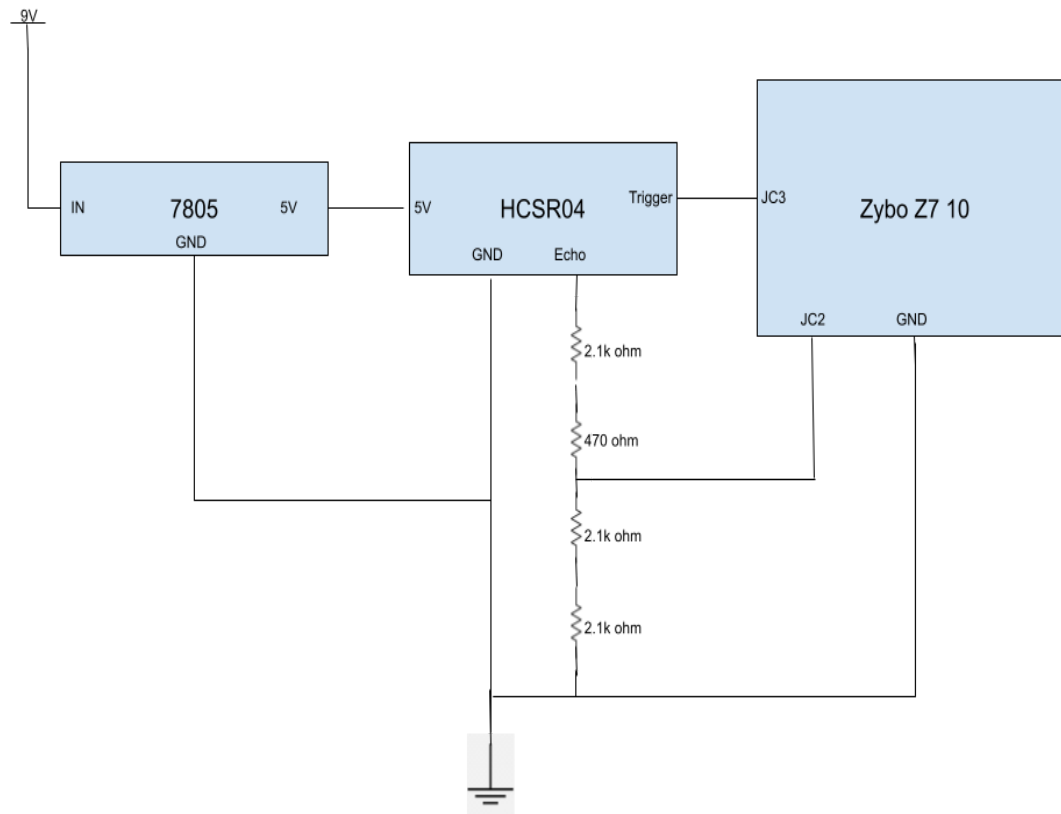 9V
IN
7805
5V
GND
5V
HCSR04
Trigger
GND
Echo
JC3
Zybo Z7 10
JC2
GND
2.1k ohm
470 ohm
2.1k ohm
2.1k ohm